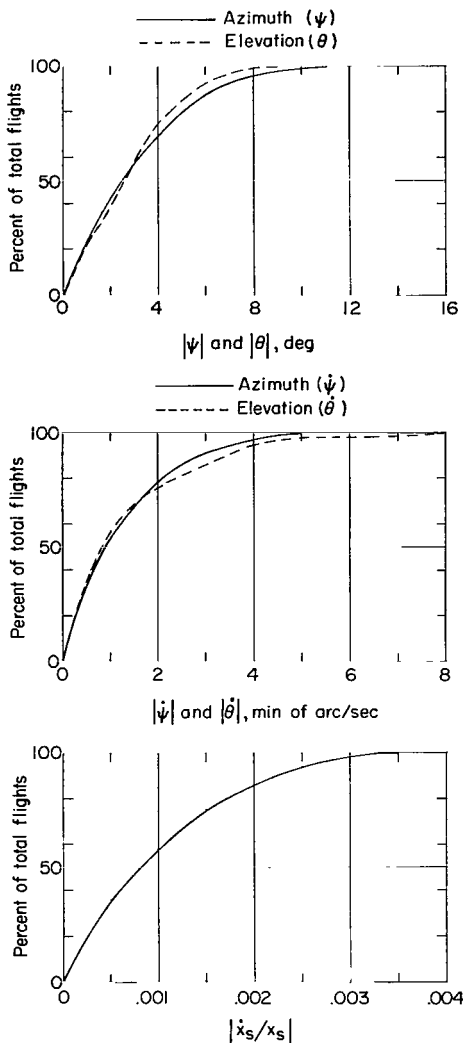 Azimuth (ψ)
Elevation (θ)
Percent of total flights
100
50
0
0 4 8 12 16
|ψ| and |θ|, deg
Azimuth (ψ̇)
Elevation (θ̇)
Percent of total flights
100
50
0
0 2 4 6 8
|ψ̇| and |θ̇|, min of arc/sec
Percent of total flights
100
50
0
0 .001 .002 .003 .004
|ẋs/xs|